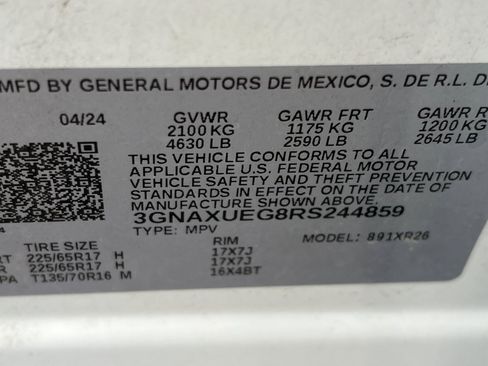 MFD BY GENERAL MOTORS DE MEXICO, S. DE R.L. D
04/24 GVWR GAWR FRT GAWR R
2100 KG 1175 KG 1200 KG
4630 LB 2590 LB 2645 LB
THIS VEHICLE CONFORMS TO ALL
APPLICABLE U.S. FEDERAL MOTOR
VEHICLE SAFETY AND THEFT PREVENTION
STANDARDS IN EFFECT ON THE DATE OF
MANUFACTURE SHOWN ABOVE.
3GNAXUEG8RS244859
TYPE: MPV MODEL: 891XR26
TIRE SIZE RIM
RT 225/65R17 H 17X7J
R 225/65R17 H 17X7J
PA T135/70R16 M 16X4BT